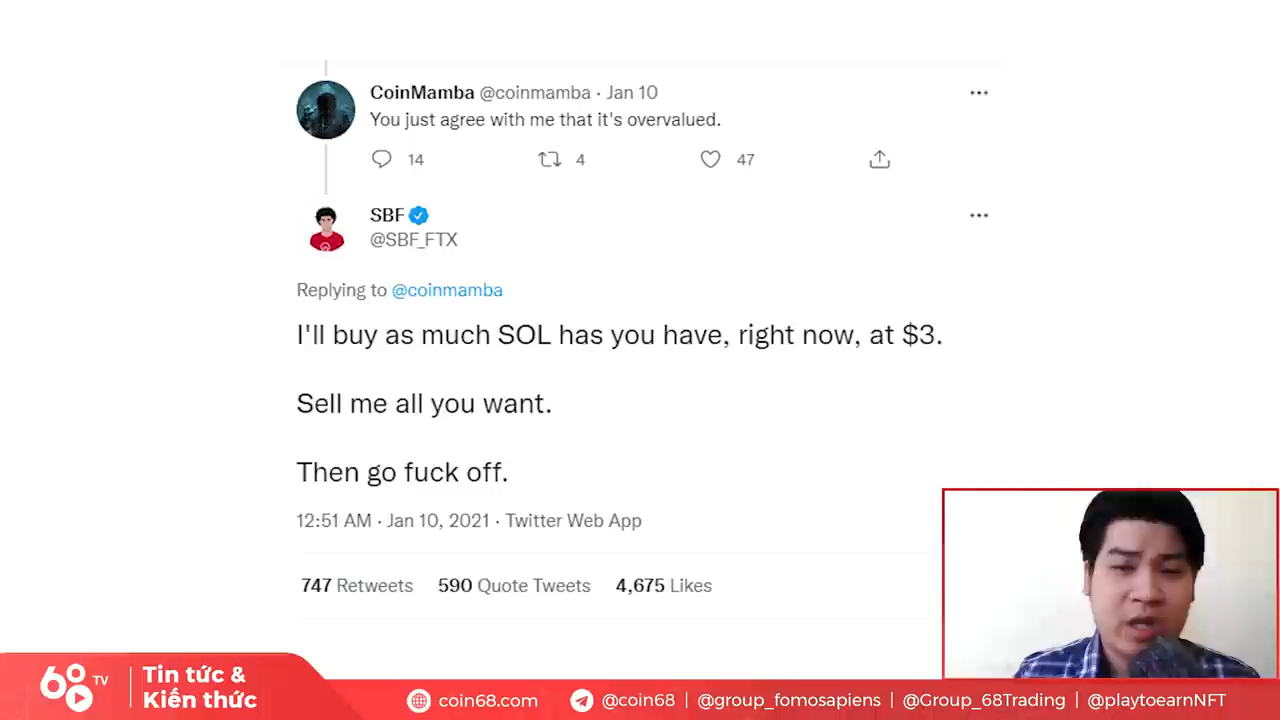 CoinMamba @coinmamba · Jan 10
You just agree with me that it's overvalued.
14 4 47
SBF
@SBF_FTX
Replying to @coinmamba
I'll buy as much SOL has you have, right now, at $3.
Sell me all you want.
Then go fuck off.
12:51 AM · Jan 10, 2021 · Twitter Web App
747 Retweets 590 Quote Tweets 4,675 Likes
68 TV
Tin tức &
Kiến thức
coin68.com | @coin68 | @group_fomosapiens | @Group_68Trading | @playtoearnNFT